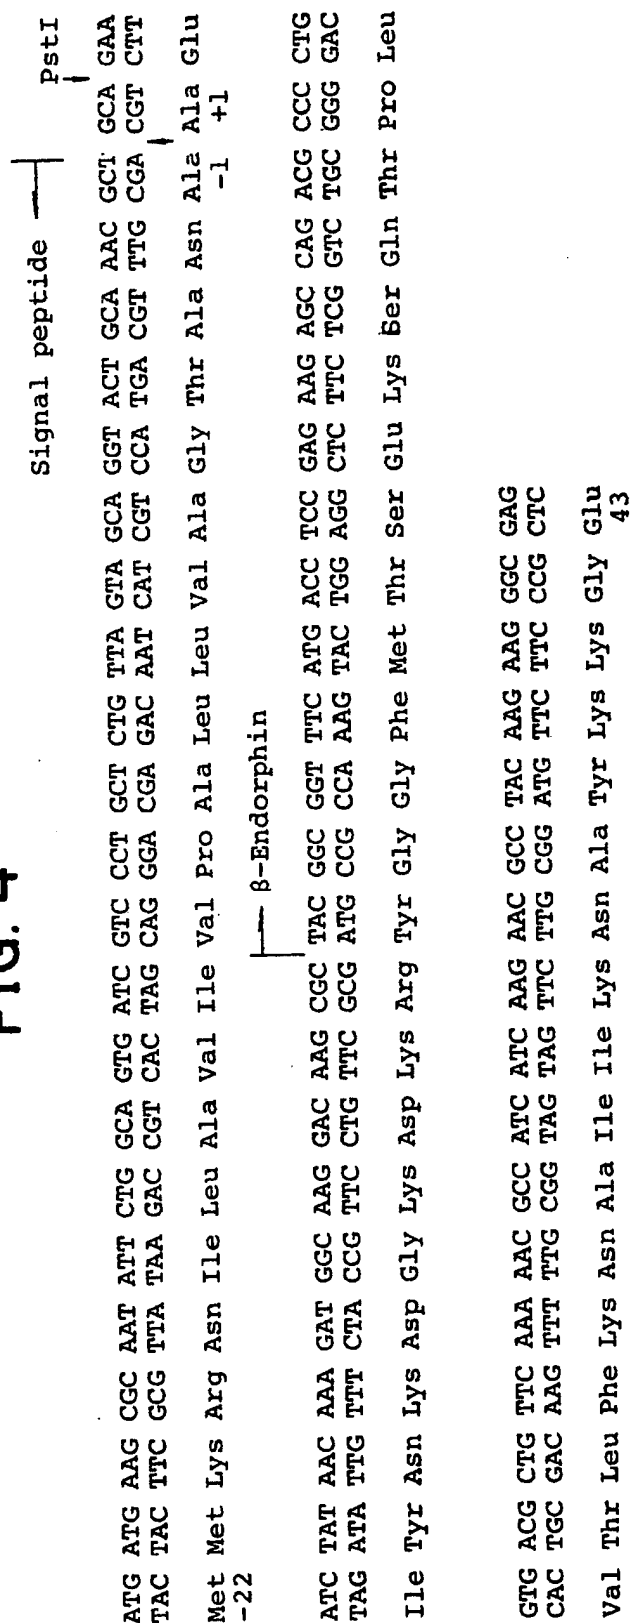 FIG. 4
Signal peptide
PstI
ATG ATG AAG CGC AAT ATT CTG GCA GTG ATC GTC CCT GCT CTG TTA GTA GCA GGT ACT GCA AAC GCT GCA GAA
TAC TAC TTC GCG TTA TAA GAC CGT CAC TAG CAG GGA CGA GAC AAT CAT CGT CCA TGA CGT TTG CGA CGT CTT
Met Met Lys Arg Asn Ile Leu Ala Val Ile Val Pro Ala Leu Leu Val Ala Gly Thr Ala Asn Ala Ala Glu
-22 -1 +1
β-Endorphin
ATC TAT AAC AAA GAT GGC AAG GAC AAG CGC TAC GGC GGT TTC ATG ACC TCC GAG AAG AGC CAG ACG CCC CTG
TAG ATA TTG TTT CTA CCG TTC CTG TTC GCG ATG CCG CCA AAG TAC TGG AGG CTC TTC TCG GTC TGC GGG GAC
Ile Tyr Asn Lys Asp Gly Lys Asp Lys Arg Tyr Gly Gly Phe Met Thr Ser Glu Lys Ser Gln Thr Pro Leu
GTG ACG CTG TTC AAA AAC GCC ATC ATC AAG AAC GCC TAC AAG AAG GGC GAG
CAC TGC GAC AAG TTT TTG CGG TAG TAG TTC TTG CGG ATG TTC TTC CCG CTC
Val Thr Leu Phe Lys Asn Ala Ile Ile Lys Asn Ala Tyr Lys Lys Gly Glu
43